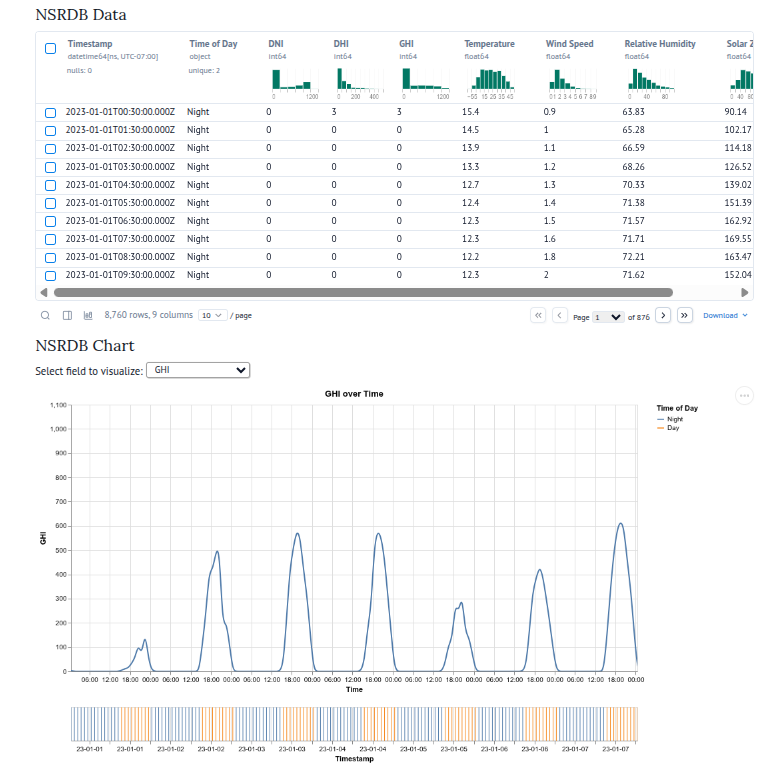 NSRDB Data
Timestamp Time of Day DNI DHI GHI Temperature Wind Speed Relative Humidity Solar Z
datetime64[ns, UTC-07:00] object int64 int64 int64 float64 float64 float64 float64
nulls: 0 unique: 2
0 1200 0 200 400 0 1200 0 40 80
2023-01-01T00:30:00.000Z Night 0 3 3 15.4 0.9 63.83 90.14
2023-01-01T01:30:00.000Z Night 0 0 0 14.5 1 65.28 102.17
2023-01-01T02:30:00.000Z Night 0 0 0 13.9 1.1 66.59 114.18
2023-01-01T03:30:00.000Z Night 0 0 0 13.3 1.2 68.26 126.52
2023-01-01T04:30:00.000Z Night 0 0 0 12.7 1.3 70.33 139.02
2023-01-01T05:30:00.000Z Night 0 0 0 12.4 1.4 71.38 151.39
2023-01-01T06:30:00.000Z Night 0 0 0 12.3 1.5 71.57 162.92
2023-01-01T07:30:00.000Z Night 0 0 0 12.3 1.6 71.71 169.55
2023-01-01T08:30:00.000Z Night 0 0 0 12.2 1.8 72.21 163.47
2023-01-01T09:30:00.000Z Night 0 0 0 12.3 2 71.62 152.04
8,760 rows, 9 columns 10 / page Page 1 of 876 Download
NSRDB Chart
Select field to visualize: GHI
GHI over Time
Time of Day
Night
Day
1,100
1,000
900
800
700
600
500
400
300
200
100
0
GHI
06:00 12:00 18:00 00:00 06:00 12:00 18:00 00:00 06:00 12:00 18:00 00:00 06:00 12:00 18:00 00:00 06:00 12:00 18:00 00:00 06:00 12:00 18:00 00:00 06:00 12:00 18:00 00:00
Time
23-01-01 23-01-01 23-01-02 23-01-02 23-01-03 23-01-03 23-01-04 23-01-04 23-01-05 23-01-05 23-01-06 23-01-06 23-01-07 23-01-07
Timestamp